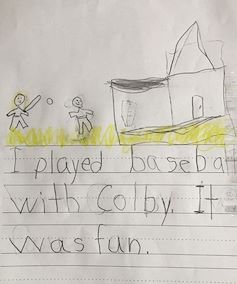 I played baseba
with Colby. It
was fun.